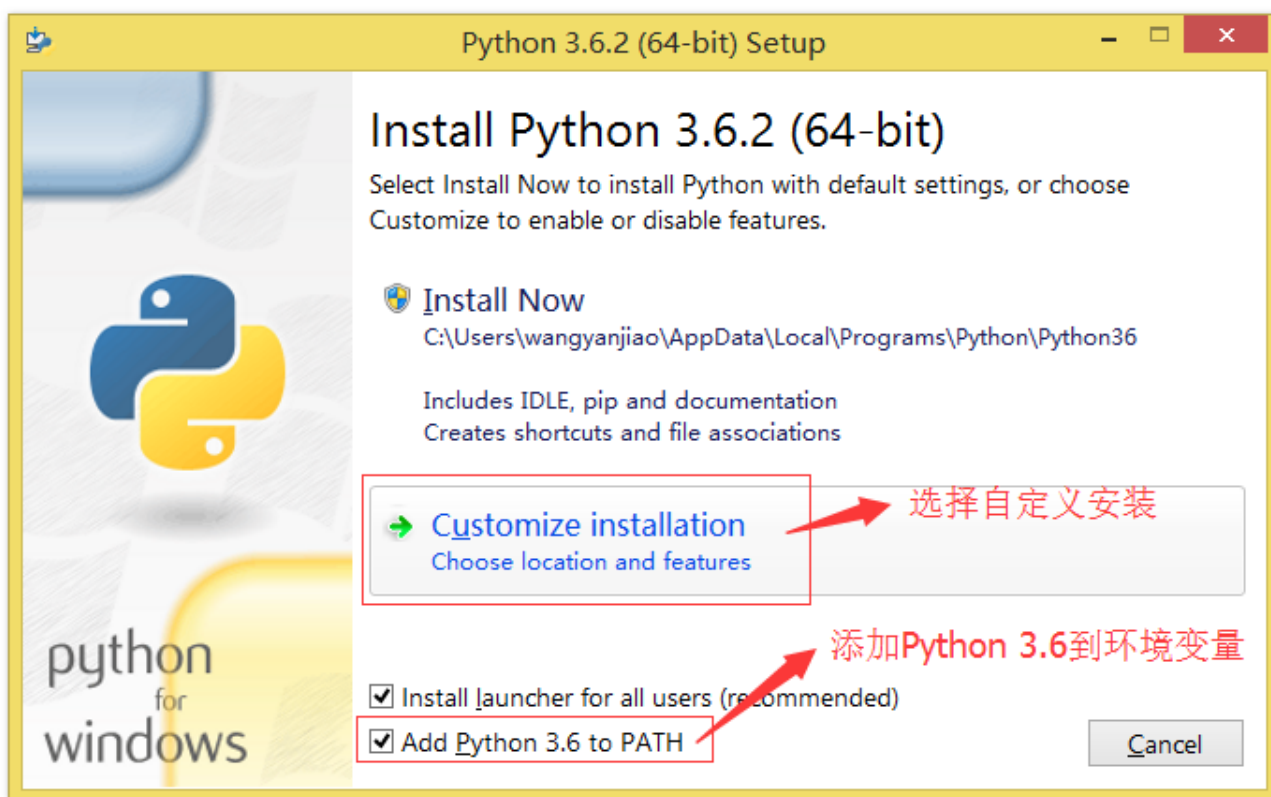 Python 3.6.2 (64-bit) Setup
Install Python 3.6.2 (64-bit)
Select Install Now to install Python with default settings, or choose
Customize to enable or disable features.
Install Now
C:\Users\wangyanjiao\AppData\Local\Programs\Python\Python36
Includes IDLE, pip and documentation
Creates shortcuts and file associations
Customize installation
选择自定义安装
Choose location and features
添加Python 3.6到环境变量
Install launcher for all users (recommended)
Add Python 3.6 to PATH
Cancel
python
for
windows